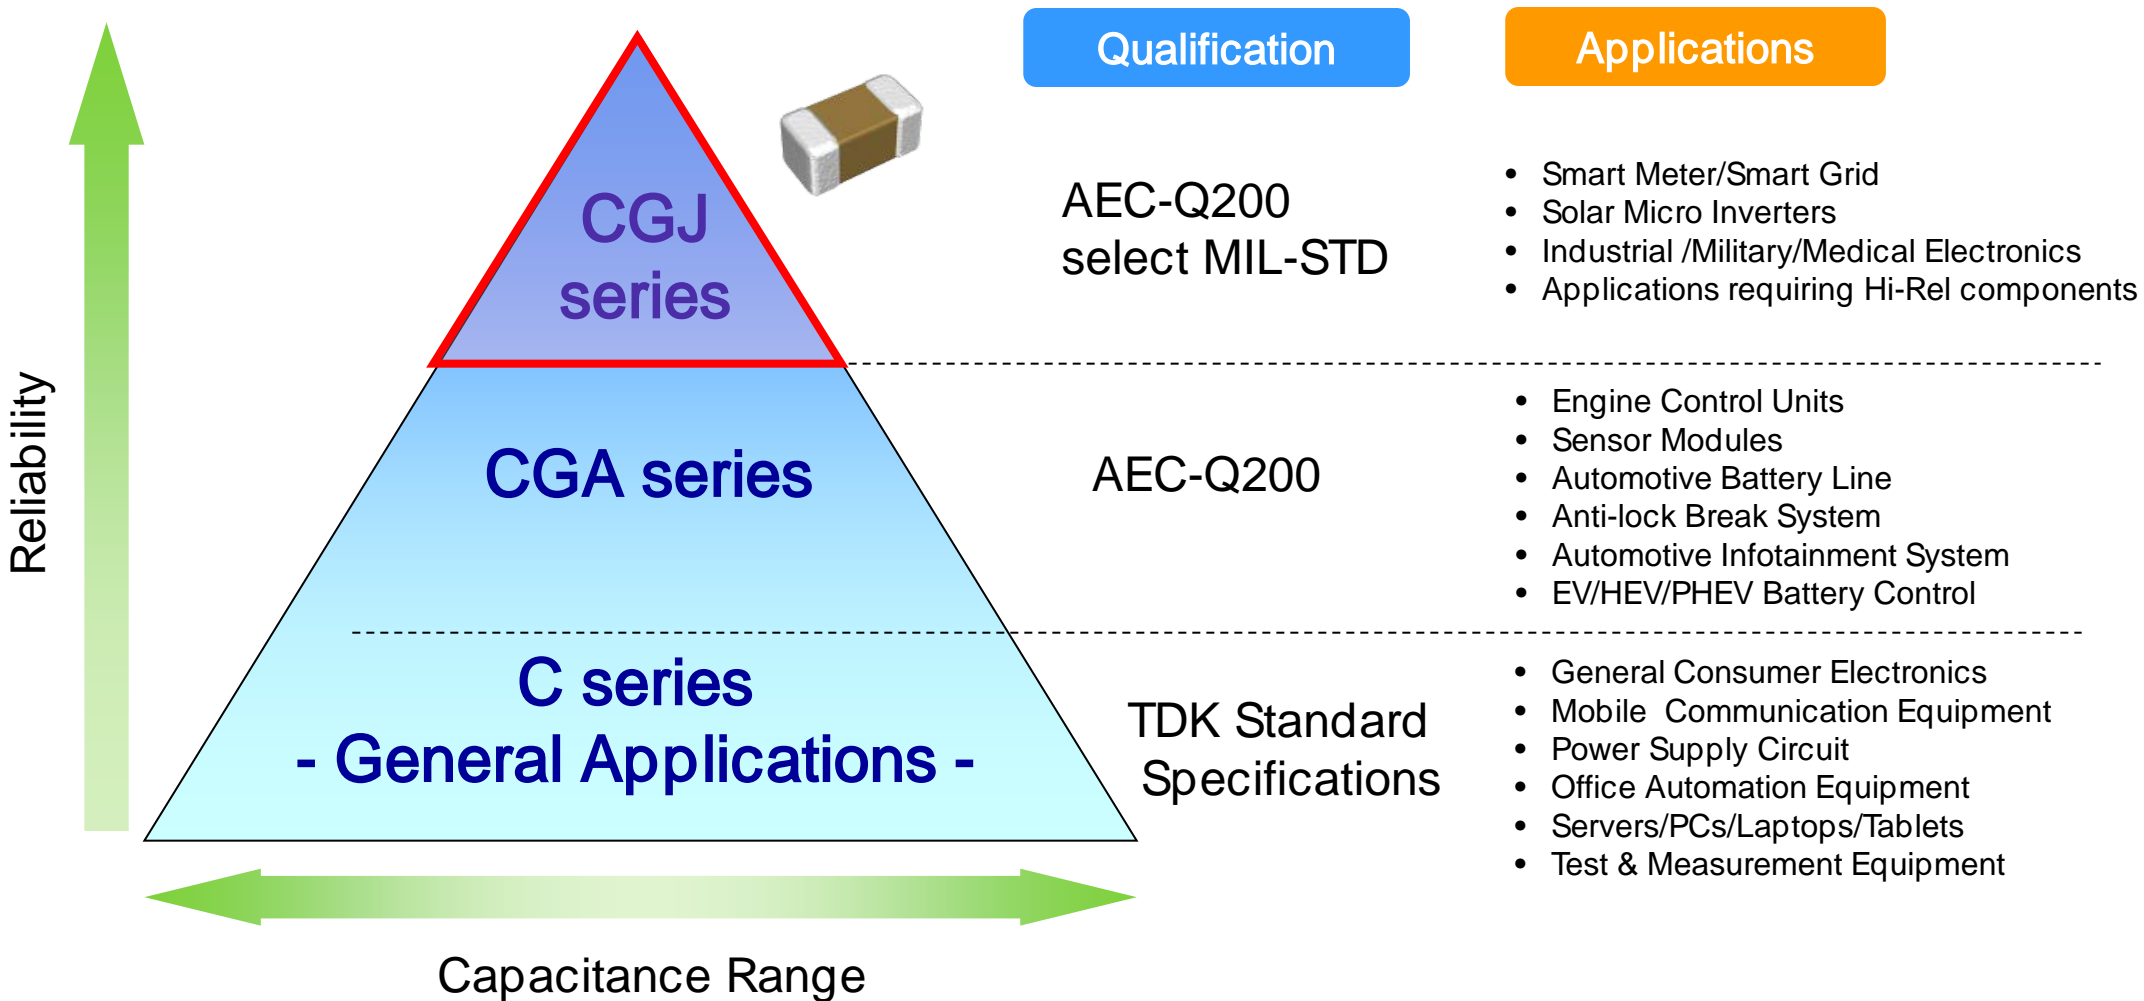 Qualification
Applications
Reliability
CGJ
series
AEC-Q200
select MIL-STD
• Smart Meter/Smart Grid
• Solar Micro Inverters
• Industrial /Military/Medical Electronics
• Applications requiring Hi-Rel components
CGA series
AEC-Q200
• Engine Control Units
• Sensor Modules
• Automotive Battery Line
• Anti-lock Break System
• Automotive Infotainment System
• EV/HEV/PHEV Battery Control
C series
- General Applications -
TDK Standard
Specifications
• General Consumer Electronics
• Mobile  Communication Equipment
• Power Supply Circuit
• Office Automation Equipment
• Servers/PCs/Laptops/Tablets
• Test & Measurement Equipment
Capacitance Range